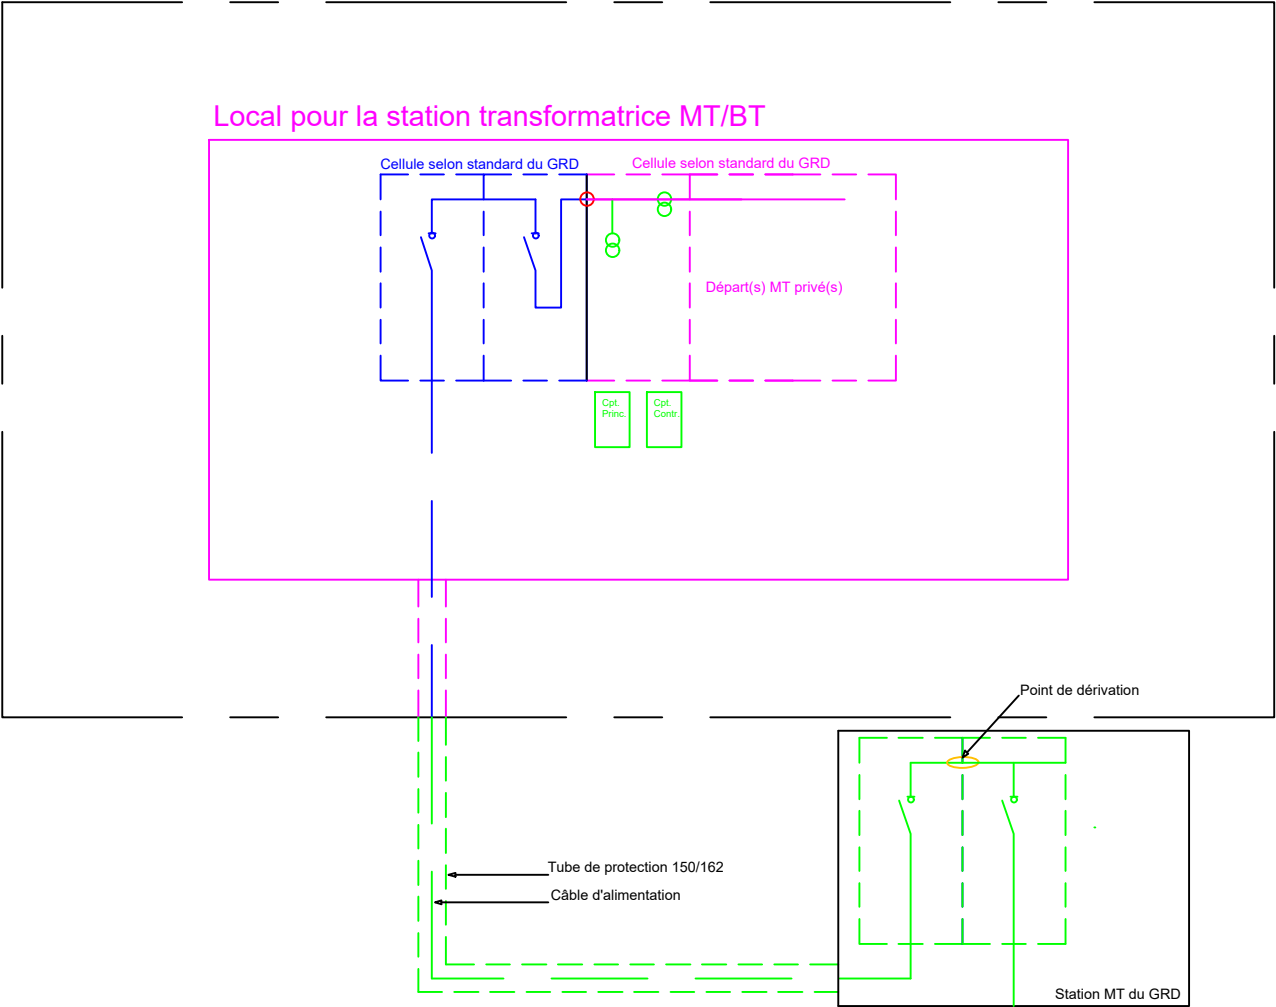 Local pour la station transformatrice MT/BT
Cellule selon standard du GRD
Cellule selon standard du GRD
Départ(s) MT privé(s)
Cpt.
Princ.
Cpt.
Contr.
Point de dérivation
Tube de protection 150/162
Câble d'alimentation
Station MT du GRD